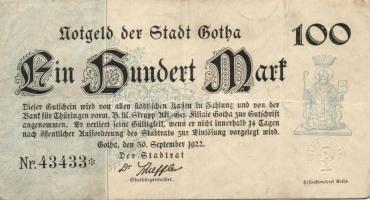 Notgeld der Stadt Gotha 100
Ein Hundert Mark
Dieser Gutschein wird von allen städtischen Kassen in Zahlung und von der
Bank für Thüringen vorm. B. M. Strupp Akt. Ges. Filiale Gotha zur Gutschrift
angenommen. Er verliert seine Gültigkeit, wenn er nicht innerhalb 14 Tagen
nach öffentlicher Aufforderung des Stadtrats zur Einlösung vorgelegt wird.
Gotha, den 30. September 1922.
Nr. 43433*
Der Stadtrat
Dr.
Oberbürgermeister.